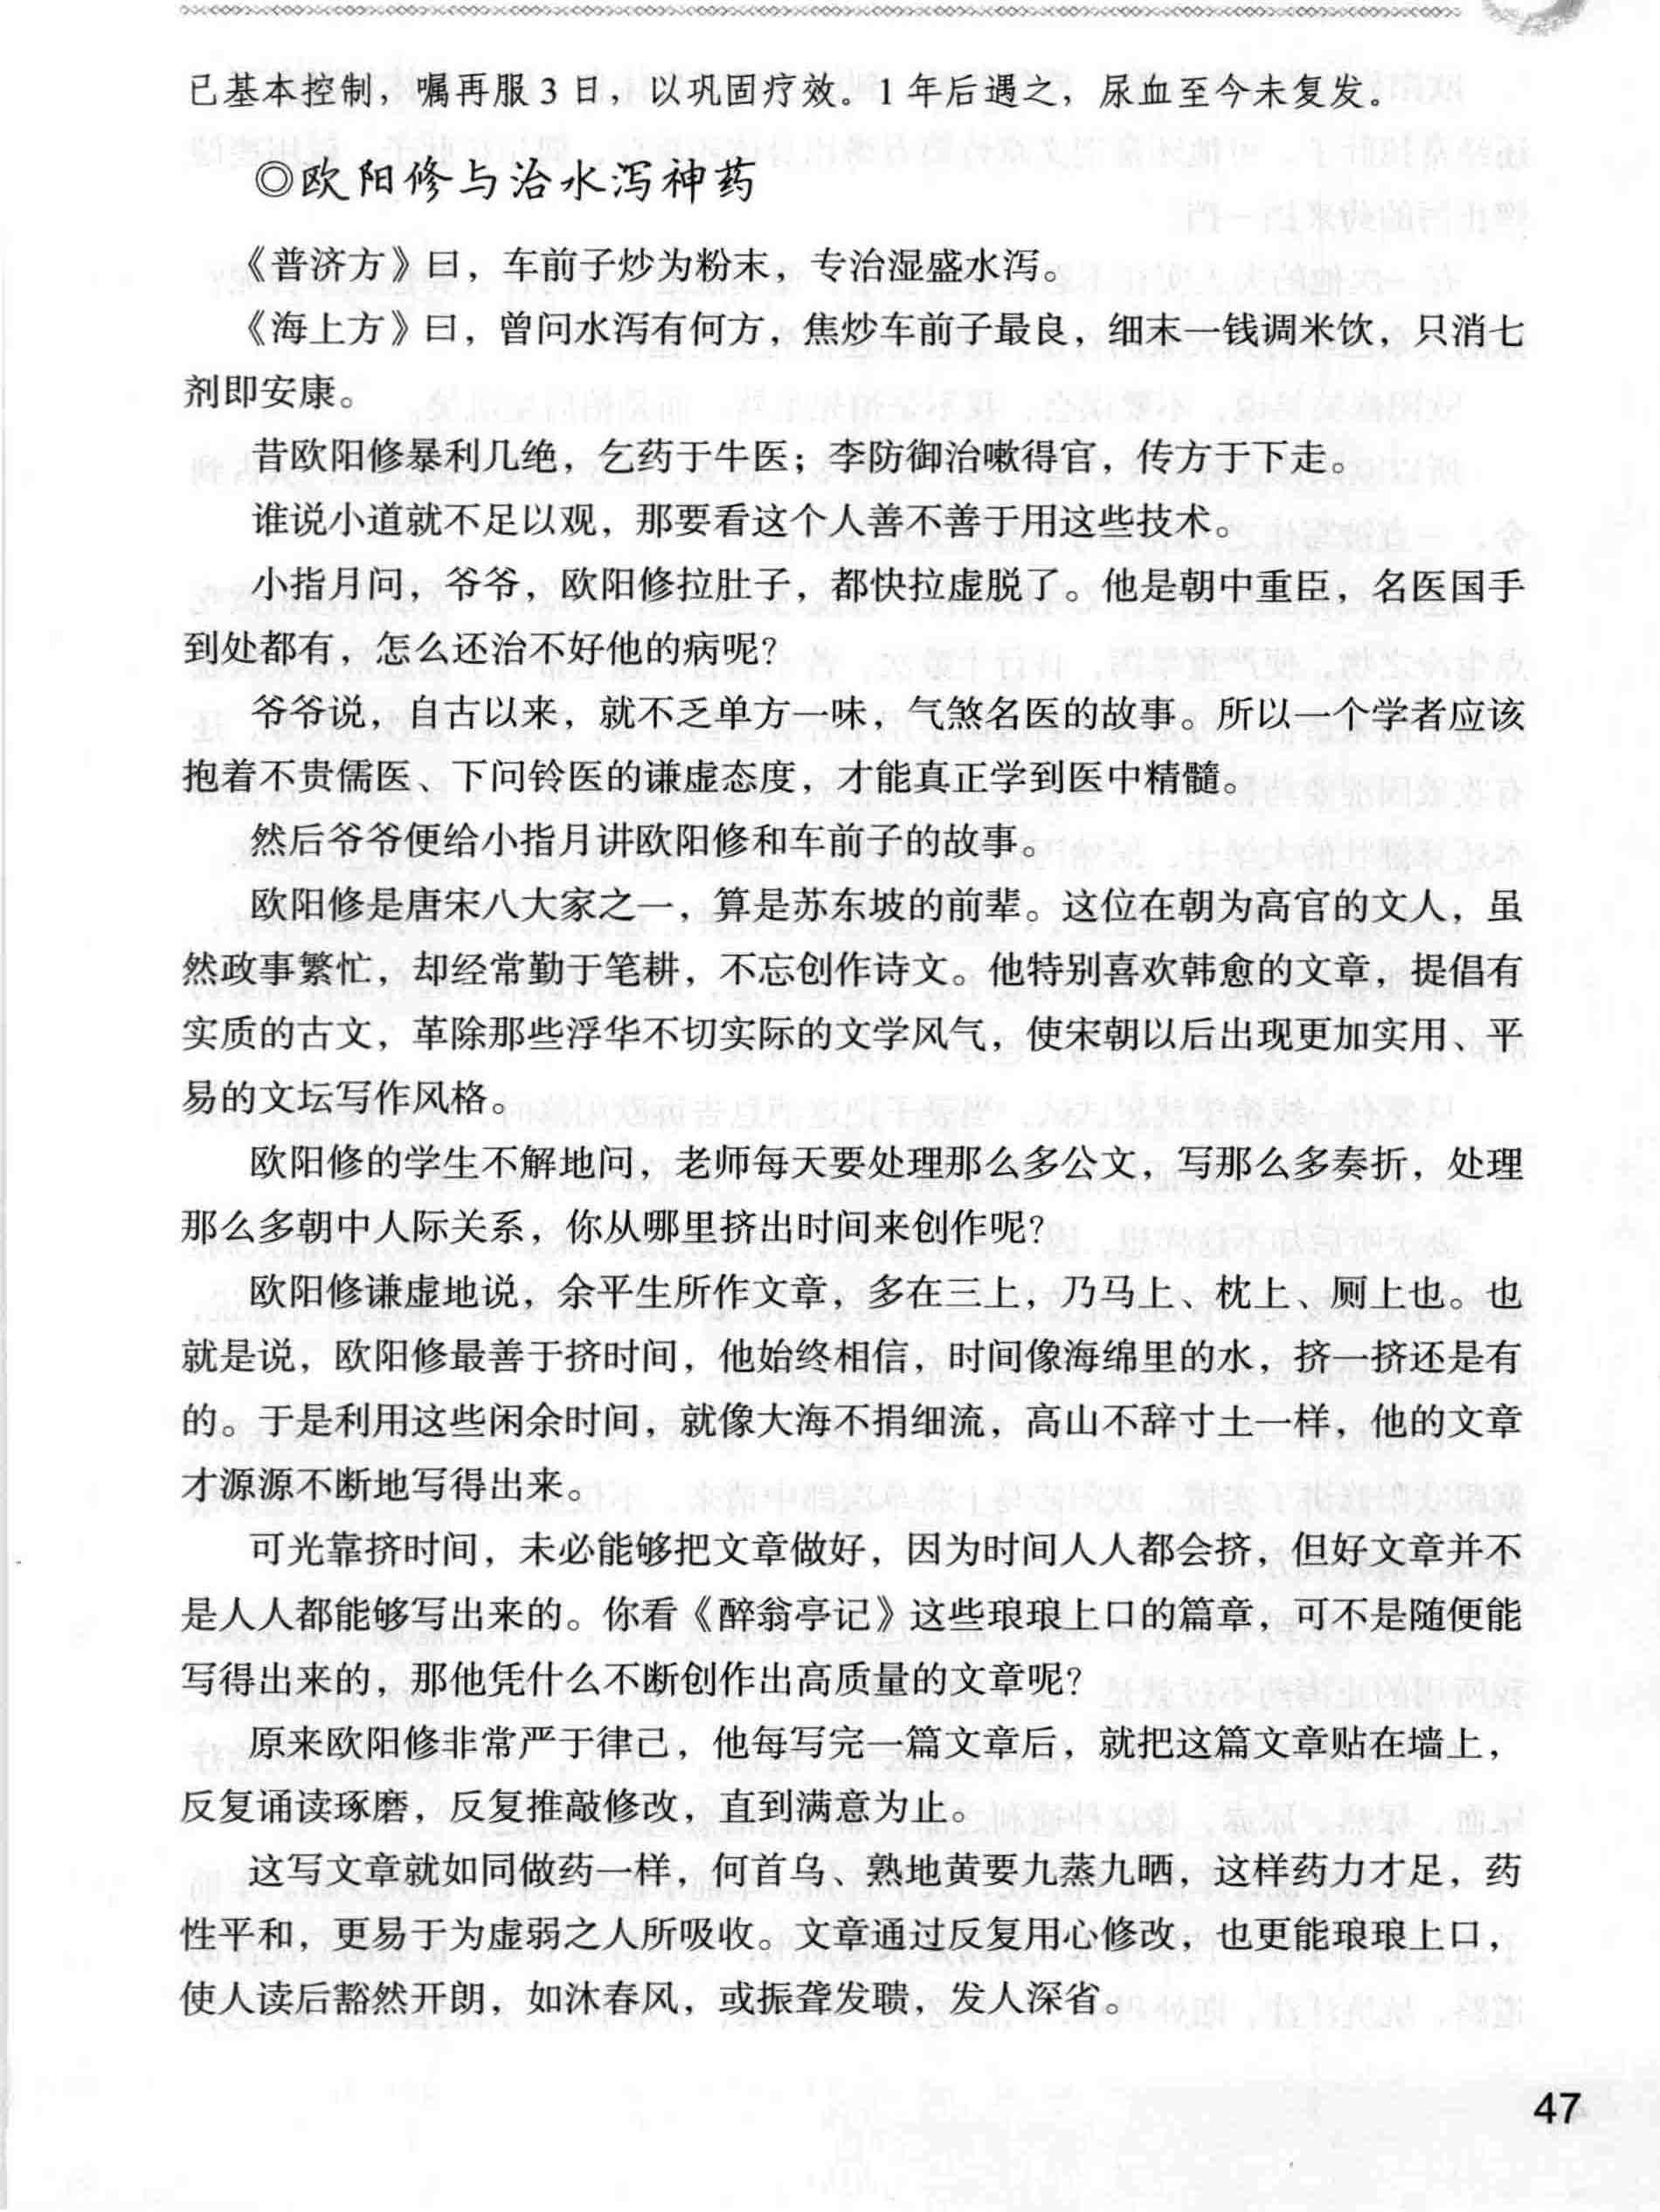 已基本控制，嘱再服 3 日，以巩固疗效。1 年后遇之，尿血至今未复发。
◎欧阳修与治水泻神药
《普济方》曰，车前子炒为粉末，专治湿盛水泻。
《海上方》曰，曾问水泻有何方，焦炒车前子最良，细末一钱调米饮，只消七
剂即安康。
昔欧阳修暴利几绝，乞药于牛医；李防御治嗽得官，传方于下走。
谁说小道就不足以观，那要看这个人善不善于用这些技术。
小指月问，爷爷，欧阳修拉肚子，都快拉虚脱了。他是朝中重臣，名医国手
到处都有，怎么还治不好他的病呢？
爷爷说，自古以来，就不乏单方一味，气煞名医的故事。所以一个学者应该
抱着不贵儒医、下问铃医的谦虚态度，才能真正学到医中精髓。
然后爷爷便给小指月讲欧阳修和车前子的故事。
欧阳修是唐宋八大家之一，算是苏东坡的前辈。这位在朝为高官的文人，虽
然政事繁忙，却经常勤于笔耕，不忘创作诗文。他特别喜欢韩愈的文章，提倡有
实质的古文，革除那些浮华不切实际的文学风气，使宋朝以后出现更加实用、平
易的文坛写作风格。
欧阳修的学生不解地问，老师每天要处理那么多公文，写那么多奏折，处理
那么多朝中人际关系，你从哪里挤出时间来创作呢？
欧阳修谦虚地说，余平生所作文章，多在三上，乃马上、枕上、厕上也。也
就是说，欧阳修最善于挤时间，他始终相信，时间像海绵里的水，挤一挤还是有
的。于是利用这些闲余时间，就像大海不捐细流，高山不辞寸土一样，他的文章
才源源不断地写得出来。
可光靠挤时间，未必能够把文章做好，因为时间人人都会挤，但好文章并不
是人人都能够写出来的。你看《醉翁亭记》这些琅琅上口的篇章，可不是随便能
写得出来的，那他凭什么不断创作出高质量的文章呢？
原来欧阳修非常严于律己，他每写完一篇文章后，就把这篇文章贴在墙上，
反复诵读琢磨，反复推敲修改，直到满意为止。
这写文章就如同做药一样，何首乌、熟地黄要九蒸九晒，这样药力才足，药
性平和，更易于为虚弱之人所吸收。文章通过反复用心修改，也更能琅琅上口，
使人读后豁然开朗，如沐春风，或振聋发聩，发人深省。
47